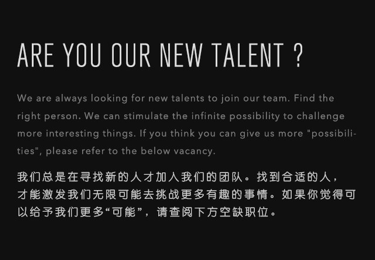 ARE YOU OUR NEW TALENT ?
We are always looking for new talents to join our team. Find the
right person. We can stimulate the infinite possibility to challenge
more interesting things. If you think you can give us more "possibili-
ties", please refer to the below vacancy.
我们总是在寻找新的人才加人我们的团队。找到合适的人，
才能激发我们无限可能去挑战更多有趣的事情。如果你觉得可
以给予我们更多“可能”，请查阅下方空缺职位。